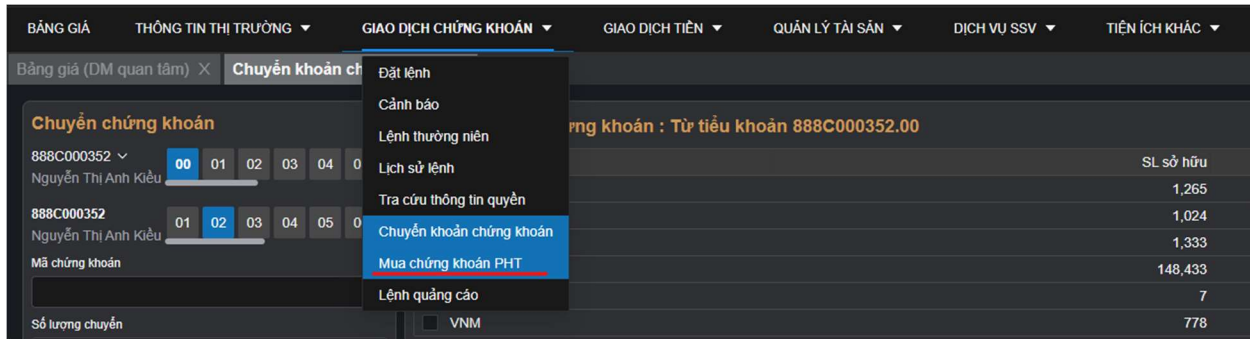 BẢNG GIÁ THÔNG TIN THỊ TRƯỜNG GIAO DỊCH CHỨNG KHOÁN GIAO DỊCH TIỀN QUẢN LÝ TÀI SẢN DỊCH VỤ SSV TIỆN ÍCH KHÁC
Bảng giá (DM quan tâm) X Chuyển khoản ch
Đặt lệnh
Cảnh báo
Lệnh thường niên
Lịch sử lệnh
Tra cứu thông tin quyền
Chuyển khoản chứng khoán
Mua chứng khoán PHT
Lệnh quảng cáo
Chuyển chứng khoán
888C000352 00 01 02 03 04 0
Nguyễn Thị Anh Kiều
888C000352 01 02 03 04 05 0
Nguyễn Thị Anh Kiều
Mã chứng khoán
Số lượng chuyển
ng khoán : Từ tiểu khoản 888C000352.00
SL sở hữu
1,265
1,024
1,333
148,433
7
VNM 778